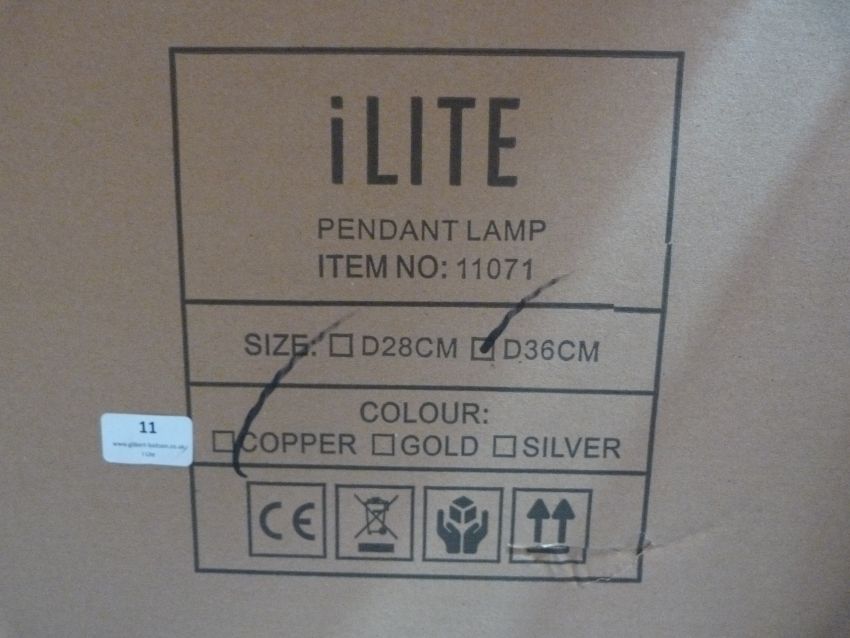 iLITE
PENDANT LAMP
ITEM NO: 11071
SIZE: D28CM D36CM
COLOUR:
COPPER GOLD SILVER
11
CE